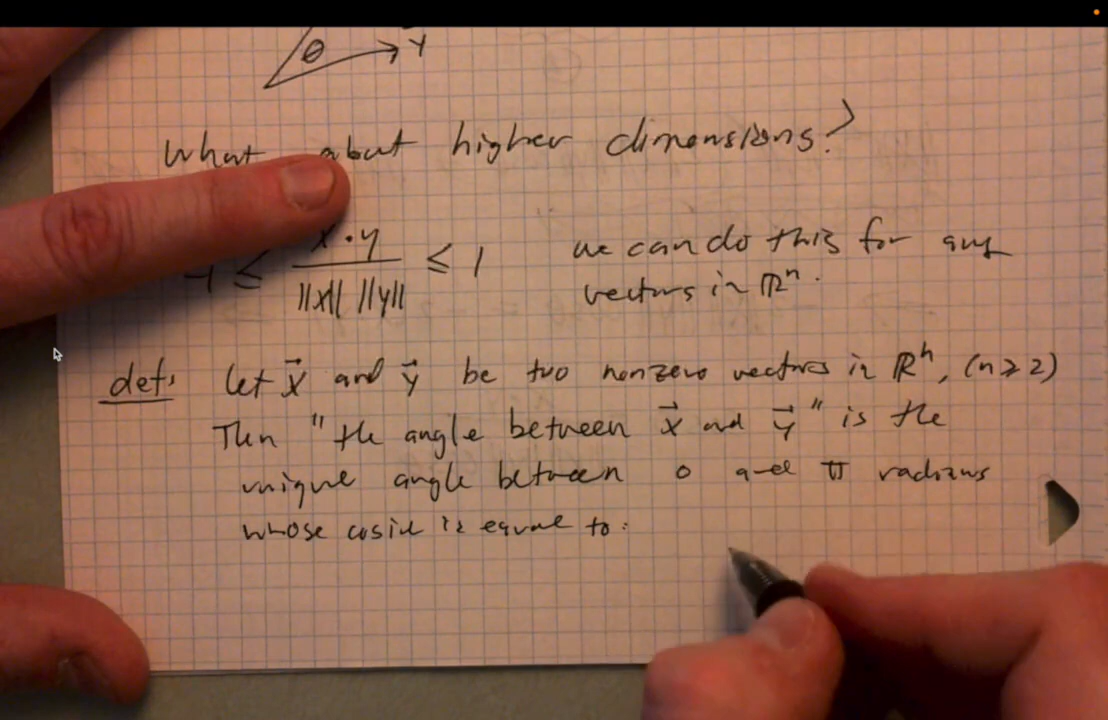 θ y
What about higher dimensions?
-1 ≤ x·y / ||x|| ||y|| ≤ 1 we can do this for any
vectors in ℝⁿ.
def: Let x⃗ and y⃗ be two nonzero vectors in ℝⁿ, (n ≥ 2)
Then "the angle between x⃗ and y⃗" is the
unique angle between 0 and π radians
whose cosine is equal to: